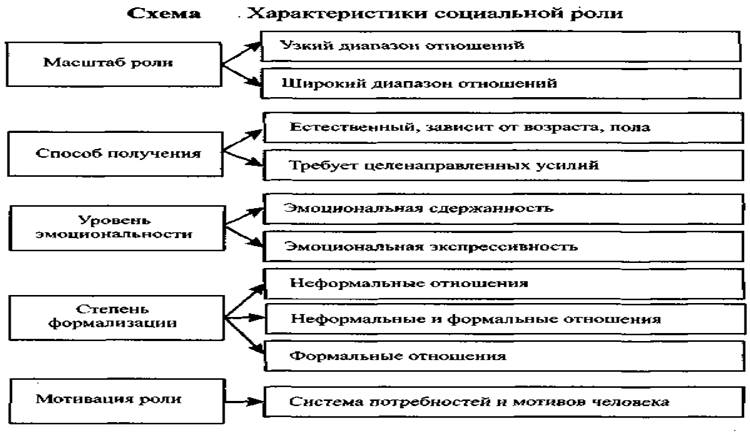 Схема . Характеристики социальной роли
Масштаб роли
Узкий диапазон отношений
Широкий диапазон отношений
Способ получения
Естественный, зависит от возраста, пола
Требует целенаправленных усилий
Уровень
эмоциональности
Эмоциональная сдержанность
Эмоциональная экспрессивность
Степень
формализации
Неформальные отношения
Неформальные и формальные отношения
Формальные отношения
Мотивация роли
Система потребностей и мотивов человека